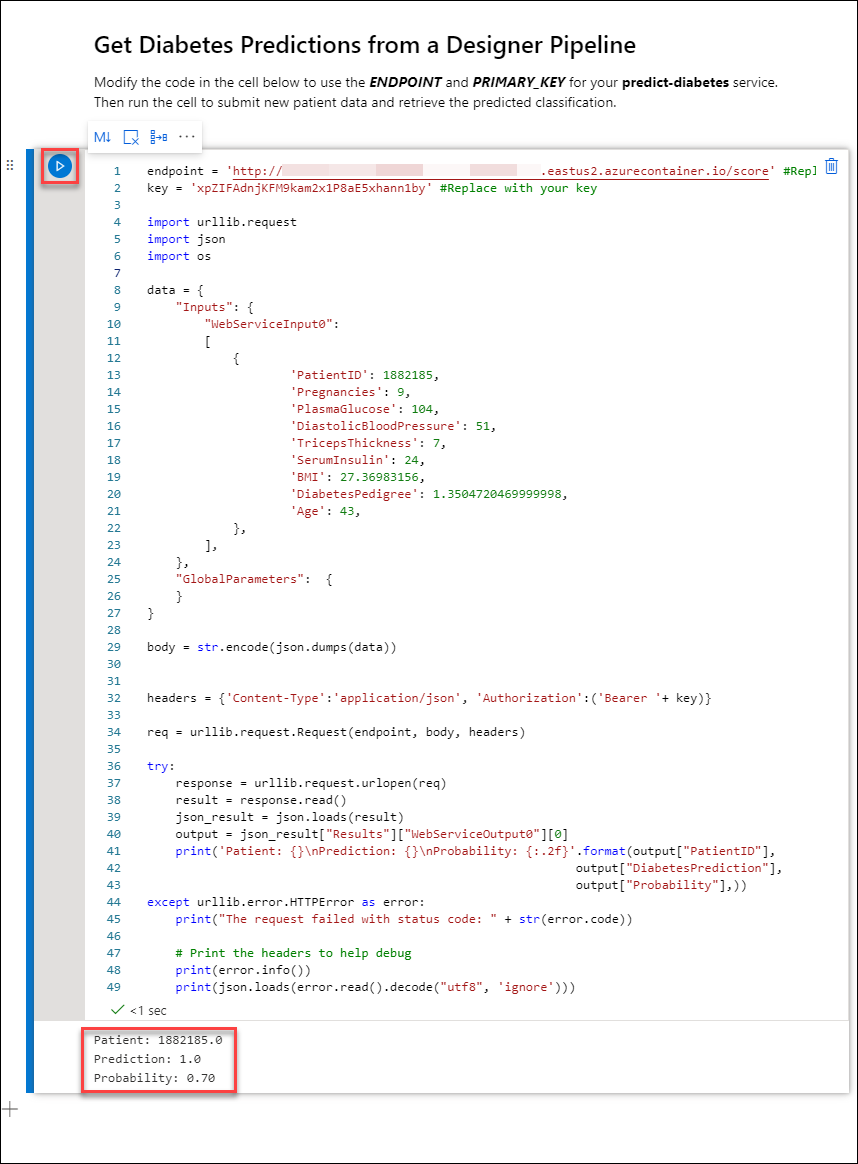 Get Diabetes Predictions from a Designer Pipeline
Modify the code in the cell below to use the ENDPOINT and PRIMARY_KEY for your predict-diabetes service.
Then run the cell to submit new patient data and retrieve the predicted classification.
M↓ ···
1 endpoint = 'http:// .eastus2.azurecontainer.io/score' #Repl
2 key = 'xpZIFAdnjKFM9kam2x1P8aE5xhann1by' #Replace with your key
3
4 import urllib.request
5 import json
6 import os
7
8 data = {
9     "Inputs": {
10         "WebServiceInput0":
11         [
12             {
13                     'PatientID': 1882185,
14                     'Pregnancies': 9,
15                     'PlasmaGlucose': 104,
16                     'DiastolicBloodPressure': 51,
17                     'TricepsThickness': 7,
18                     'SerumInsulin': 24,
19                     'BMI': 27.36983156,
20                     'DiabetesPedigree': 1.3504720469999998,
21                     'Age': 43,
22             },
23         ],
24     },
25     "GlobalParameters":  {
26     }
27 }
28
29 body = str.encode(json.dumps(data))
30
31
32 headers = {'Content-Type':'application/json', 'Authorization':('Bearer '+ key)}
33
34 req = urllib.request.Request(endpoint, body, headers)
35
36 try:
37     response = urllib.request.urlopen(req)
38     result = response.read()
39     json_result = json.loads(result)
40     output = json_result["Results"]["WebServiceOutput0"][0]
41     print('Patient: {}\nPrediction: {}\nProbability: {:.2f}'.format(output["PatientID"],
42                                                             output["DiabetesPrediction"],
43                                                             output["Probability"],))
44 except urllib.error.HTTPError as error:
45     print("The request failed with status code: " + str(error.code))
46
47     # Print the headers to help debug
48     print(error.info())
49     print(json.loads(error.read().decode("utf8", 'ignore')))
<1 sec
Patient: 1882185.0
Prediction: 1.0
Probability: 0.70